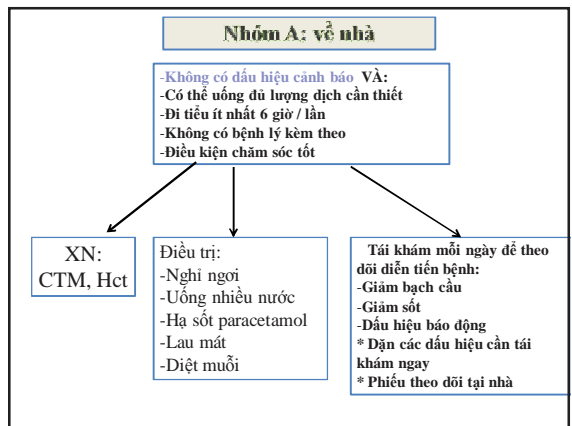 Nhóm A: về nhà
-Không có dấu hiệu cảnh báo VÀ:
-Có thể uống đủ lượng dịch cần thiết
-Đi tiểu ít nhất 6 giờ / lần
-Không có bệnh lý kèm theo
-Điều kiện chăm sóc tốt
XN:
CTM, Hct
Điều trị:
-Nghỉ ngơi
-Uống nhiều nước
-Hạ sốt paracetamol
-Lau mát
-Diệt muỗi
Tái khám mỗi ngày để theo
dõi diễn tiến bệnh:
-Giảm bạch cầu
-Giảm sốt
-Dấu hiệu báo động
* Dặn các dấu hiệu cần tái
khám ngay
* Phiếu theo dõi tại nhà